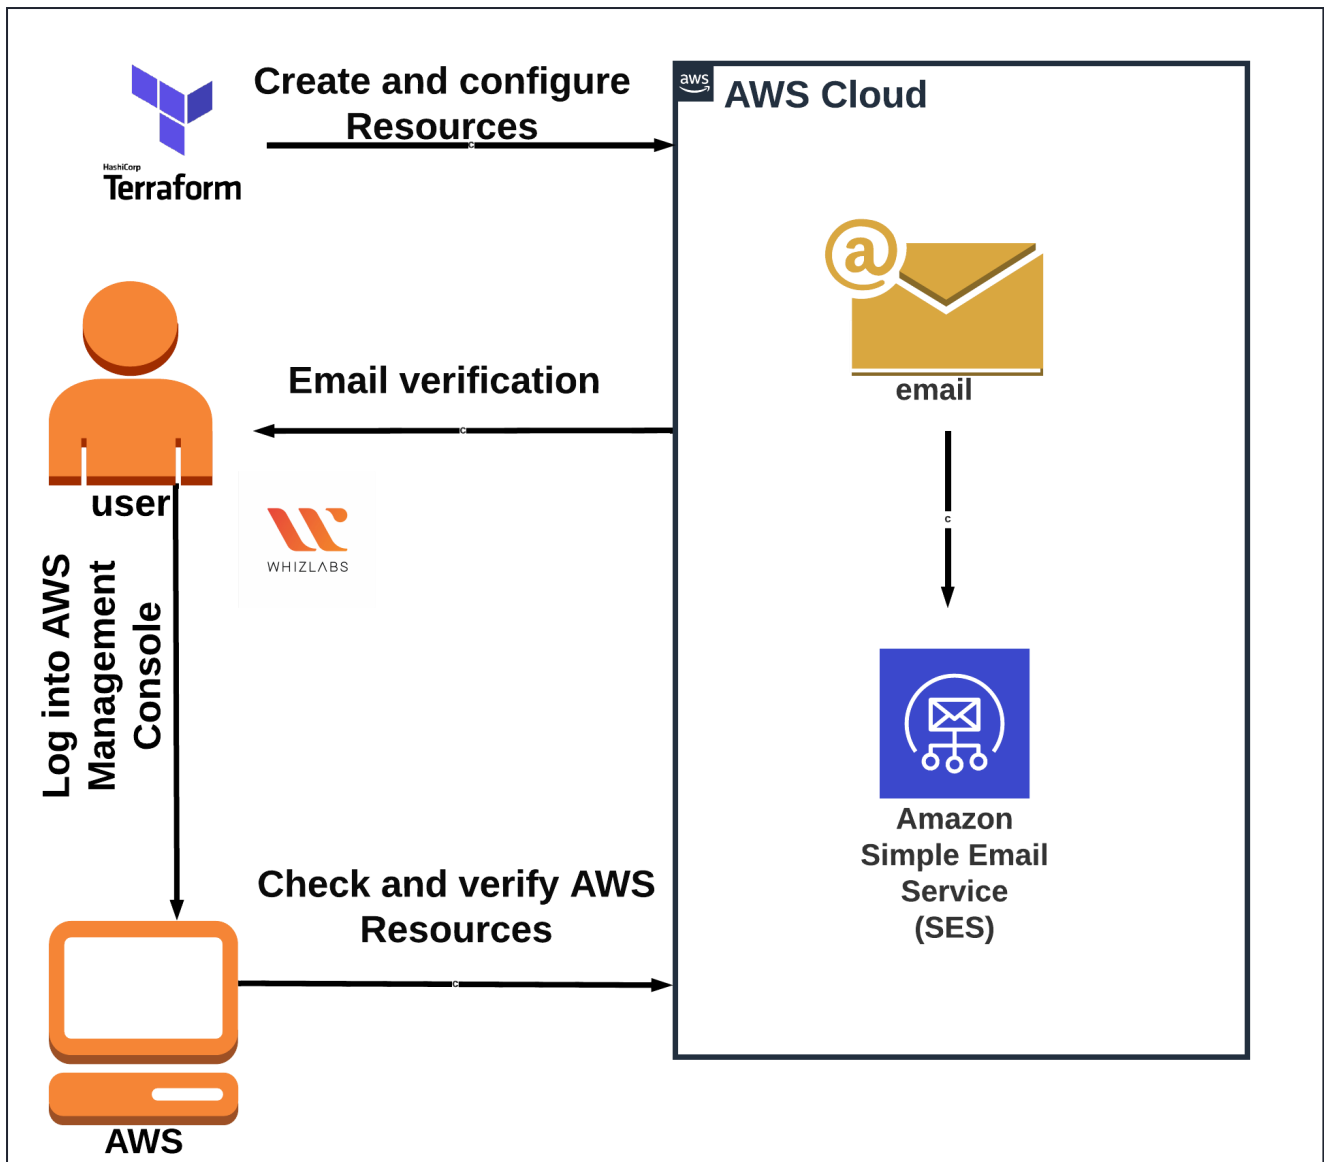 Create and configure
Resources
aws
AWS Cloud
HashiCorp
Terraform
C
email
Email verification
C
user
WHIZLABS
C
Log into AWS
Management
Console
Amazon
Simple Email
Service
(SES)
Check and verify AWS
Resources
C
AWS